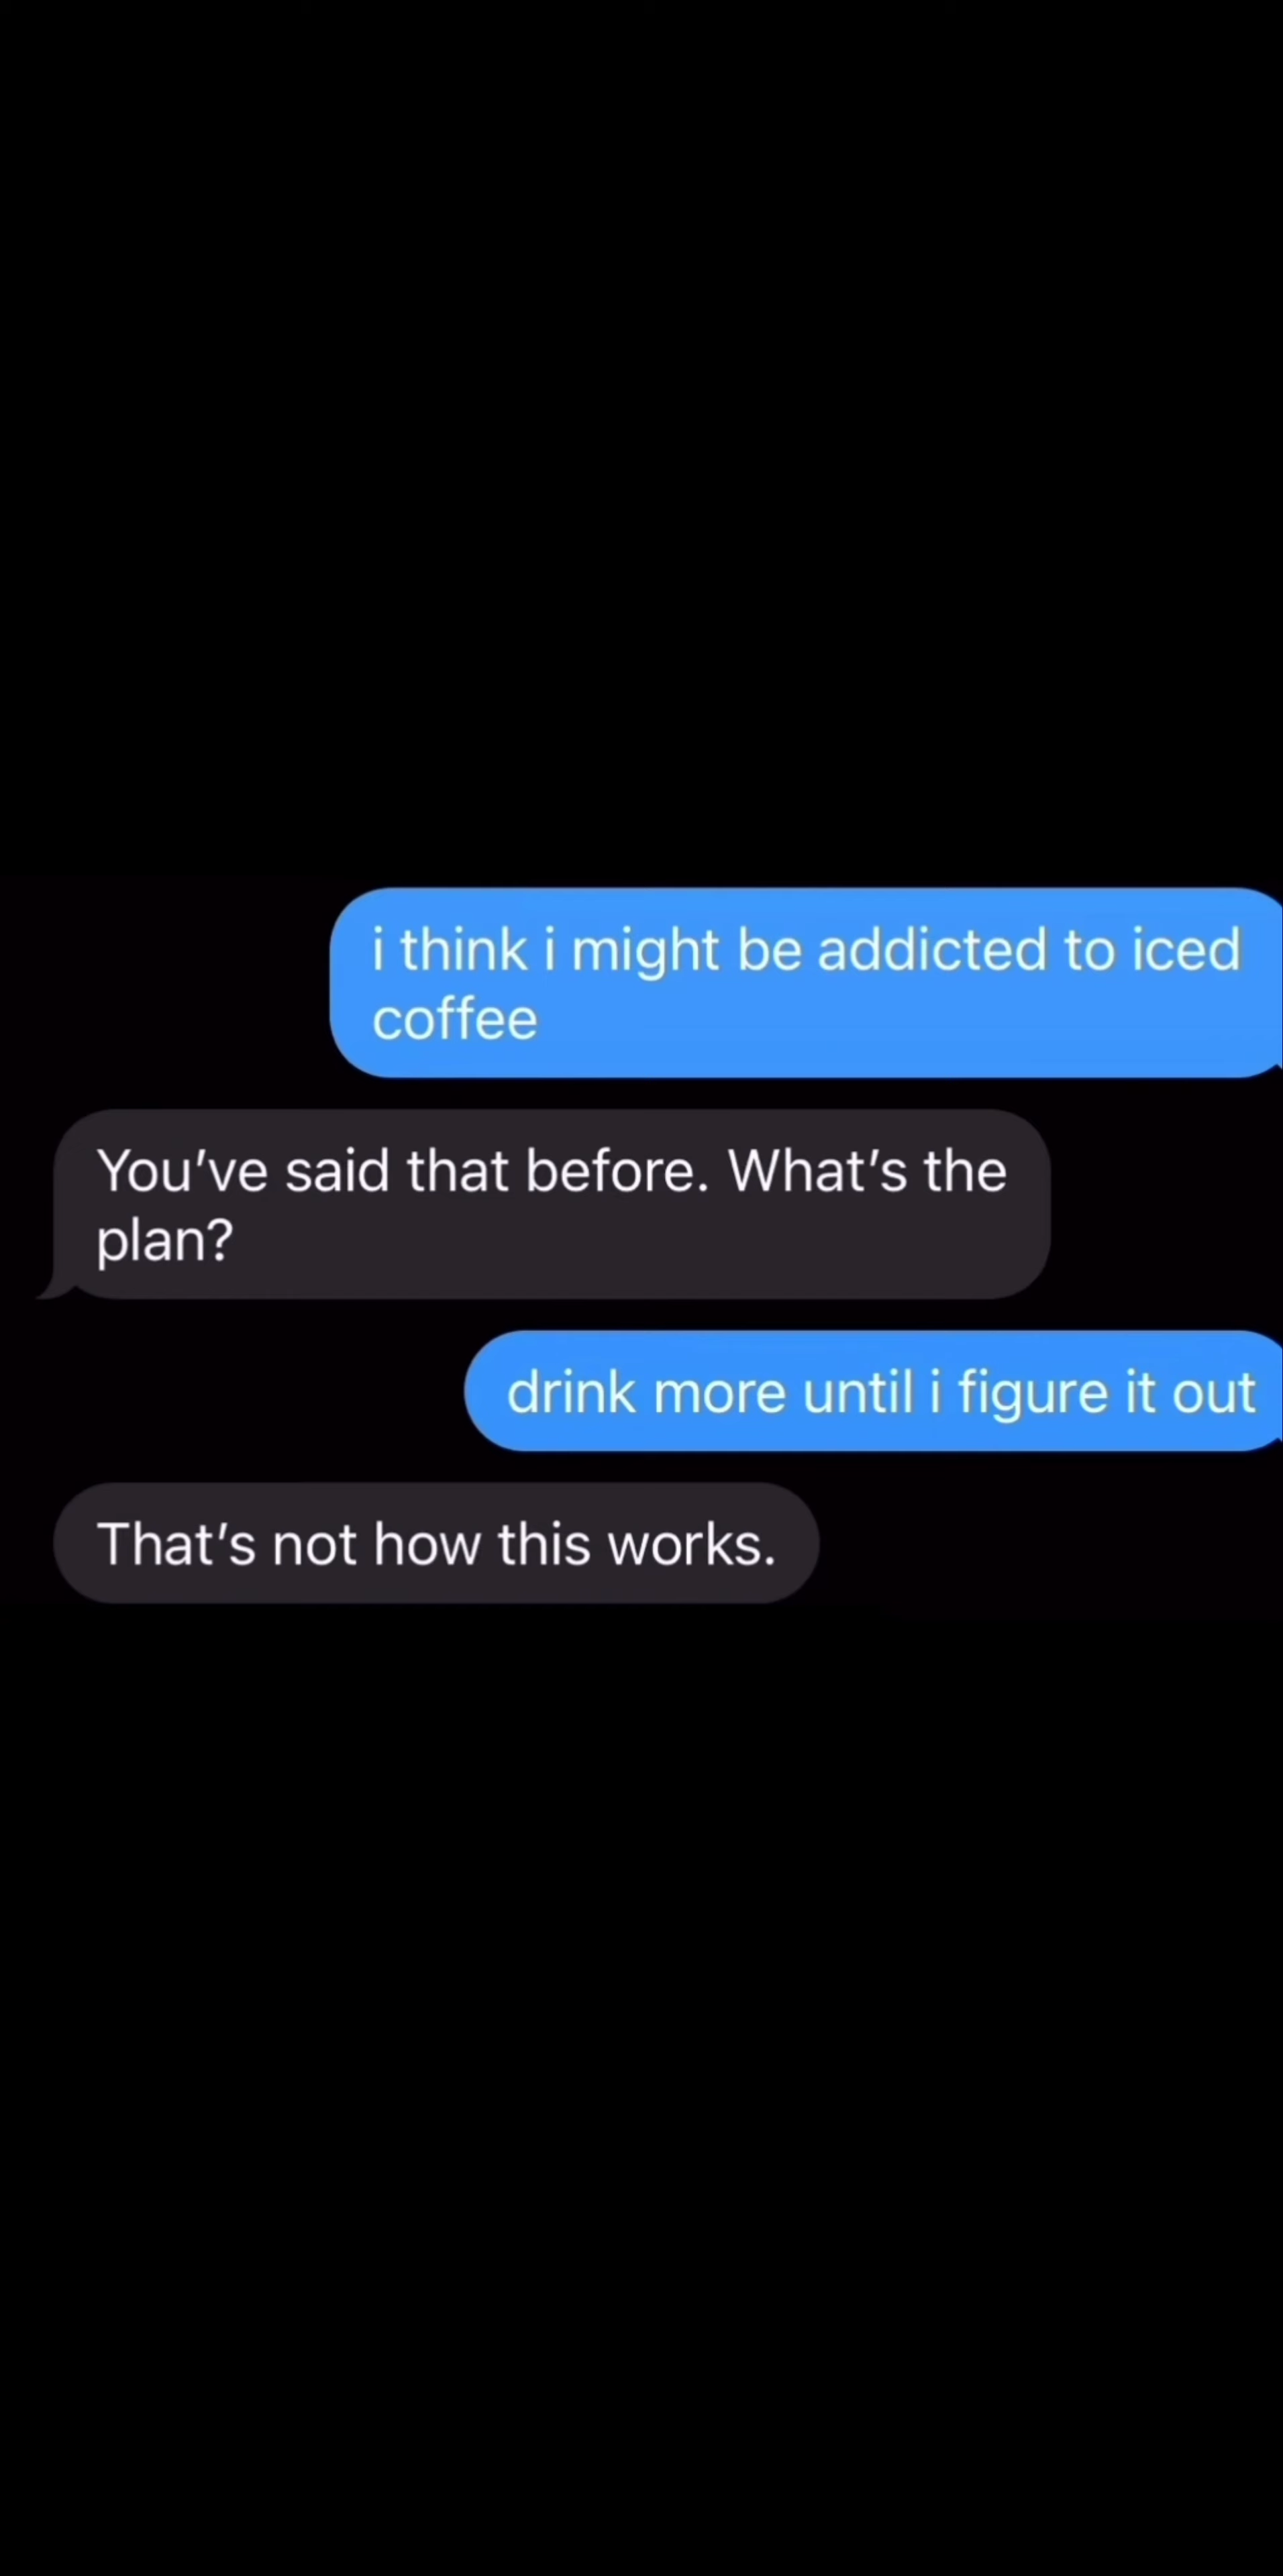 i think i might be addicted to iced
coffee
You’ve said that before. What’s the
plan?
drink more until i figure it out
That’s not how this works.